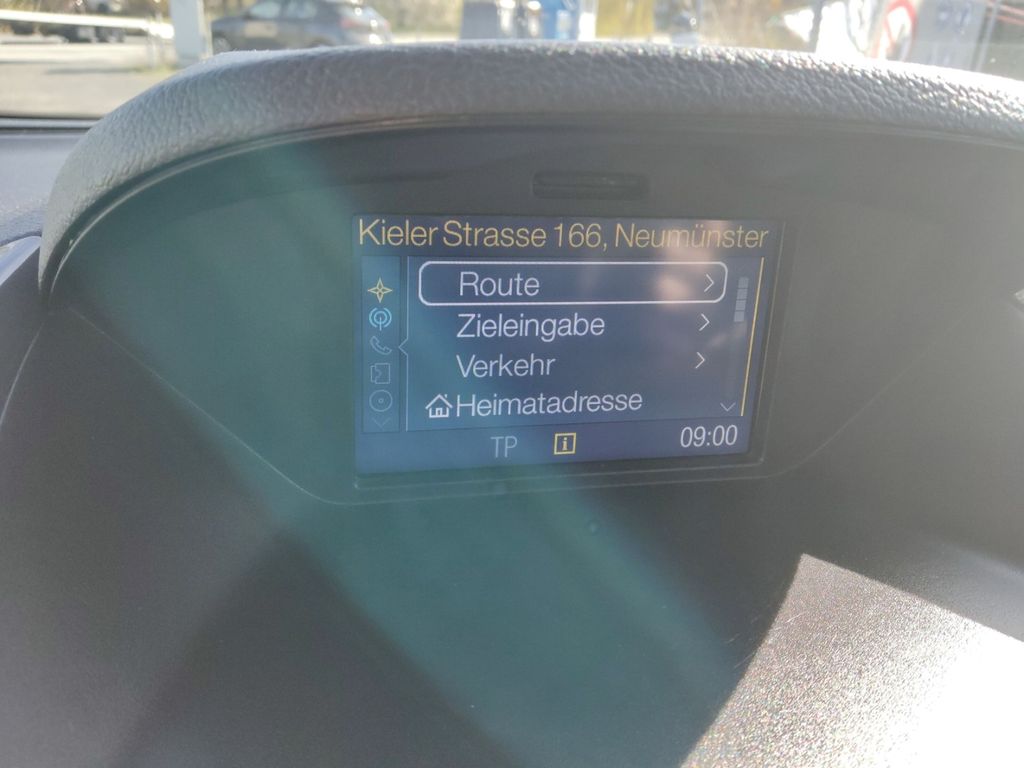 Kieler Strasse 166, Neumünster
Route
Zieleingabe
Verkehr
Heimatadresse
TP i 09:00